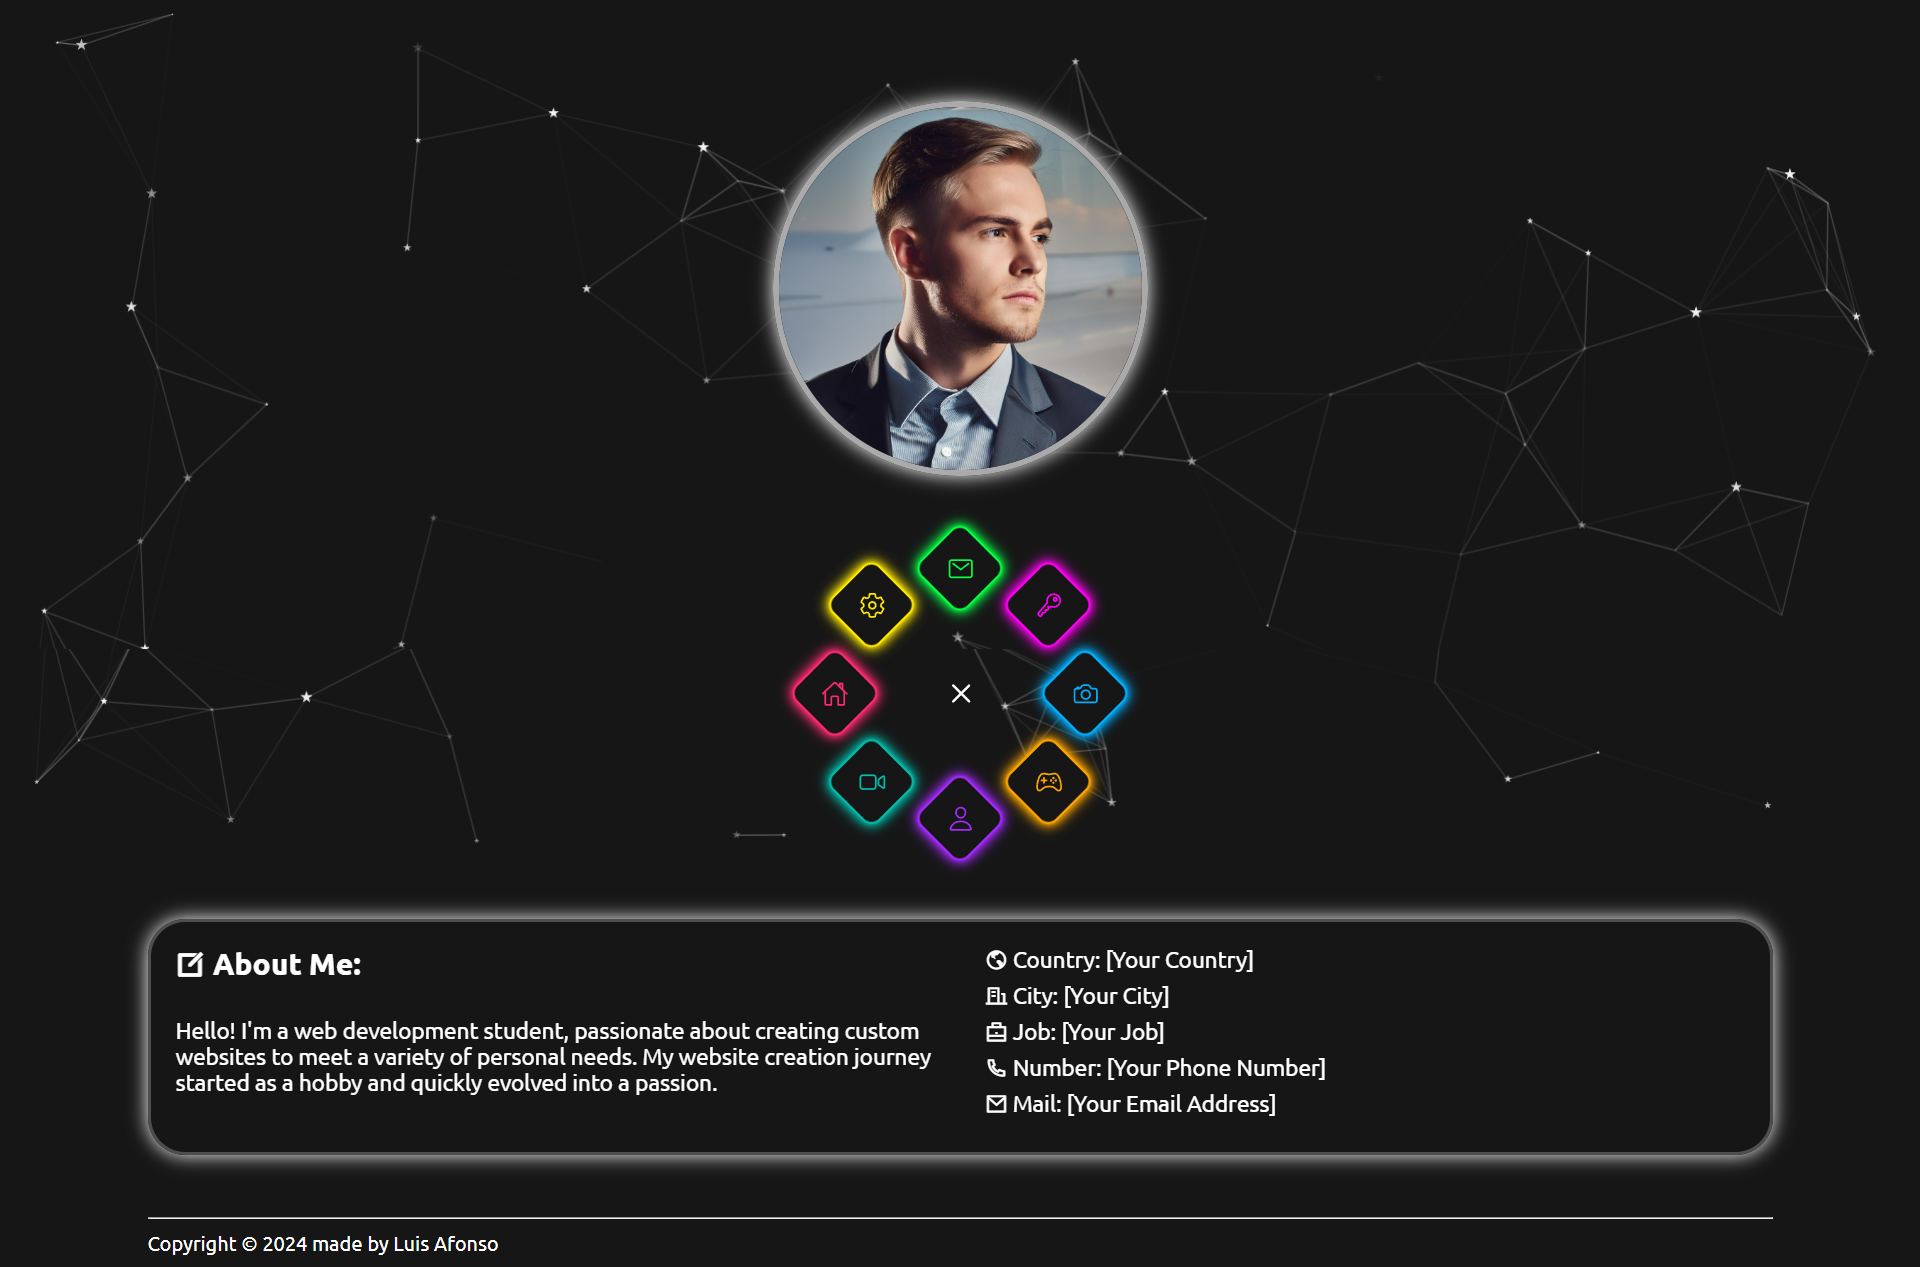 About Me:
Hello! I'm a web development student, passionate about creating custom
websites to meet a variety of personal needs. My website creation journey
started as a hobby and quickly evolved into a passion.
Country: [Your Country]
City: [Your City]
Job: [Your Job]
Number: [Your Phone Number]
Mail: [Your Email Address]
Copyright © 2024 made by Luis Afonso